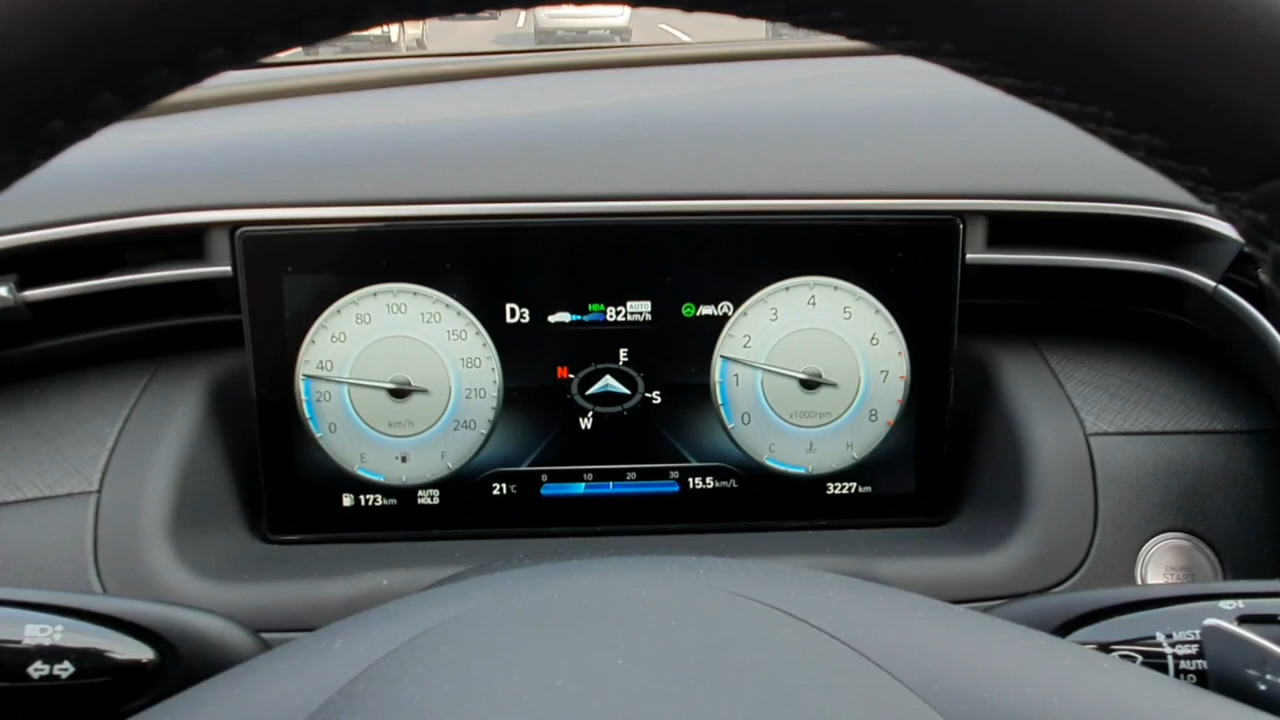 0
20
40
60
80
100
120
150
180
210
240
km/h
E
F
173 km
AUTO
HOLD
D3
HDA
82 km/h
AUTO
N
E
S
W
21 °C
0 10 20 30
15.5 km/L
0
1
2
3
4
5
6
7
8
x1000rpm
C
H
3227 km
ENGINE
START
MIST
OFF
AUTO
LO